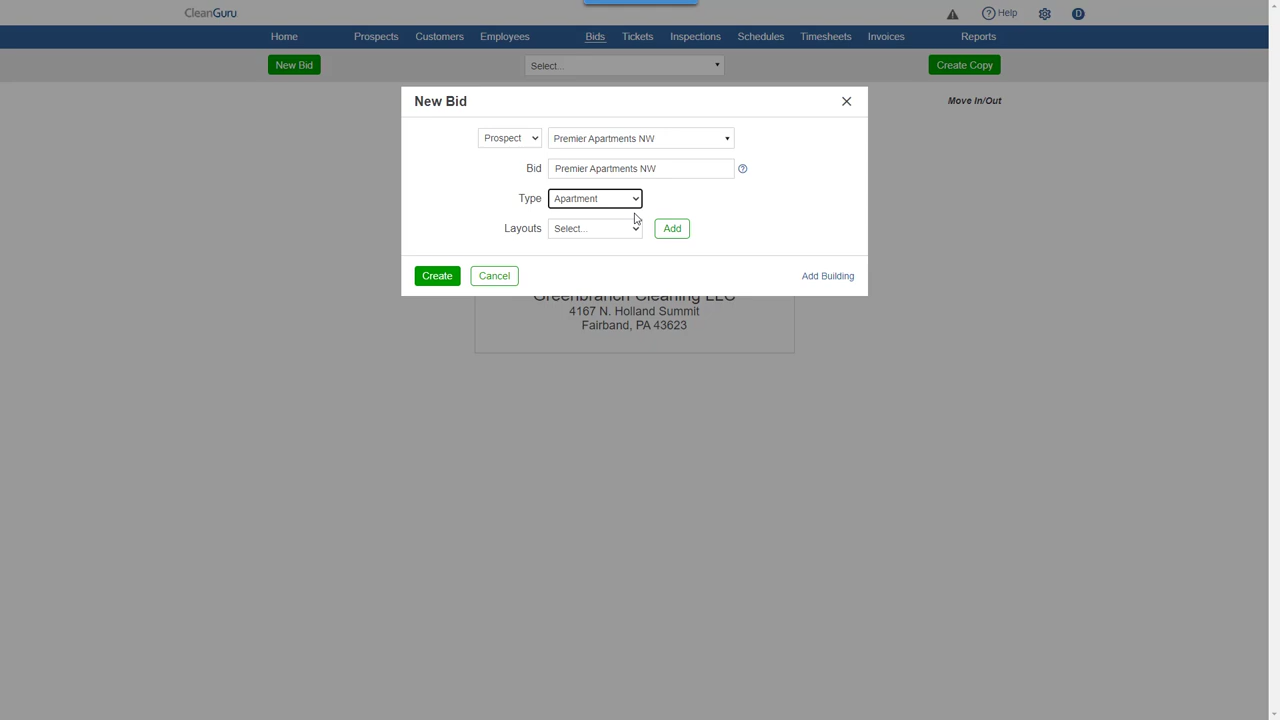 CleanGuru
Help
D
Home Prospects Customers Employees Bids Tickets Inspections Schedules Timesheets Invoices Reports
New Bid Select... Create Copy
Move In/Out
New Bid
Prospect Premier Apartments NW
Bid Premier Apartments NW
Type Apartment
Layouts Select... Add
Create Cancel Add Building
Greenbranch Cleaning LLC
4167 N. Holland Summit
Fairband, PA 43623